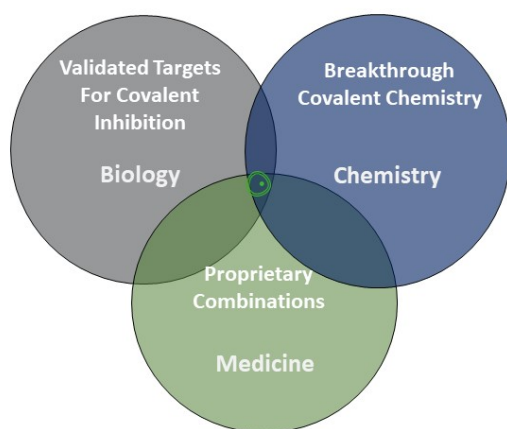 Validated Targets
For Covalent
Inhibition
Biology
Breakthrough
Covalent Chemistry
Chemistry
Proprietary
Combinations
Medicine